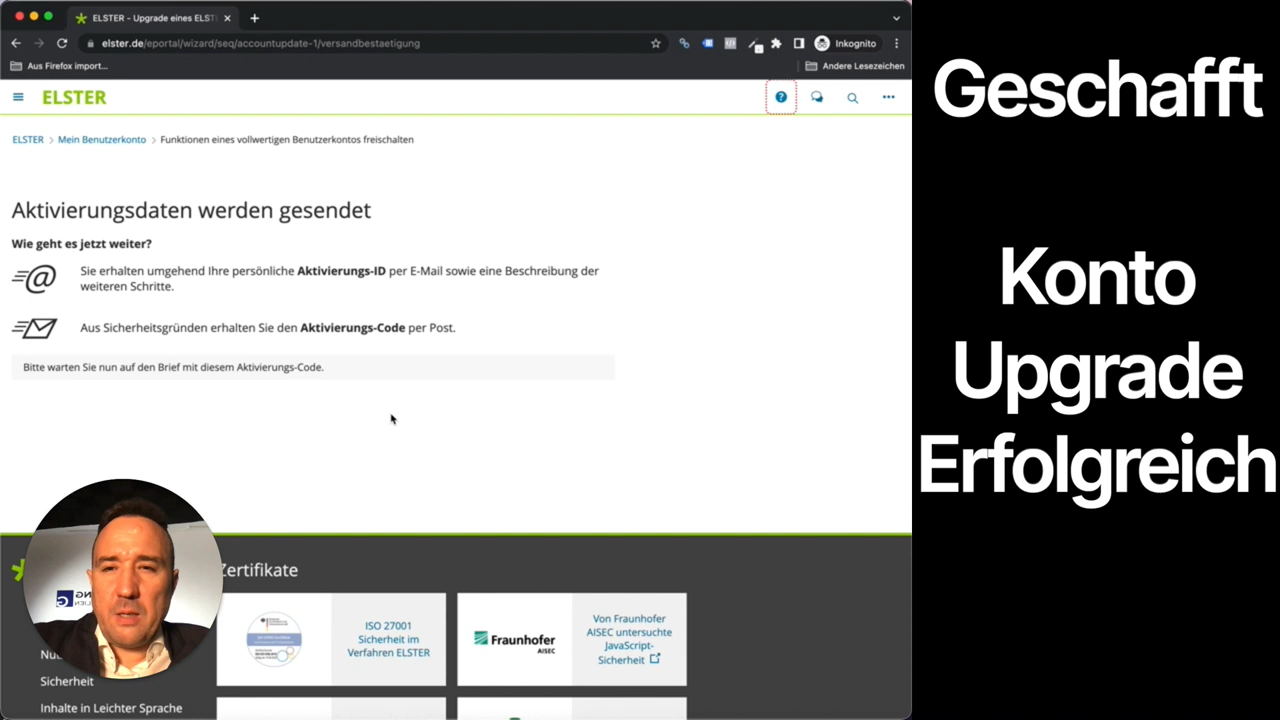 ELSTER - Upgrade eines ELST
elster.de/eportal/wizard/seq/accountupdate-1/versandbestaetigung
Inkognito
Aus Firefox import...
Andere Lesezeichen
ELSTER
ELSTER > Mein Benutzerkonto > Funktionen eines vollwertigen Benutzerkontos freischalten
Aktivierungsdaten werden gesendet
Wie geht es jetzt weiter?
Sie erhalten umgehend Ihre persönliche Aktivierungs-ID per E-Mail sowie eine Beschreibung der
weiteren Schritte.
Aus Sicherheitsgründen erhalten Sie den Aktivierungs-Code per Post.
Bitte warten Sie nun auf den Brief mit diesem Aktivierungs-Code.
Zertifikate
ISO 27001
Sicherheit im
Verfahren ELSTER
Fraunhofer
AISEC
Von Fraunhofer
AISEC untersuchte
JavaScript-
Sicherheit
Sicherheit
Inhalte in Leichter Sprache
Geschafft
Konto
Upgrade
Erfolgreich